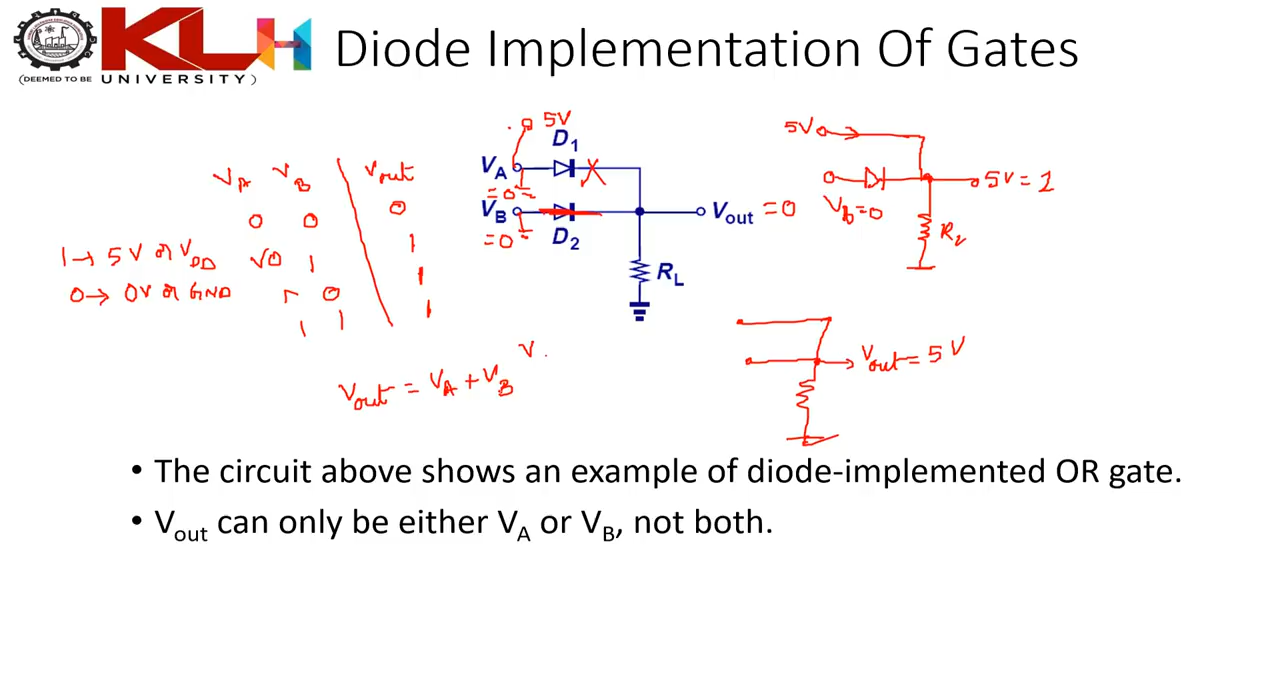 KLH
(DEEMED TO BE UNIVERSITY)
Diode Implementation Of Gates
5V
D1
VA
= 0
VB
= 0
D2
Vout = 0
RL
VA VB Vout
0 0 0
0 1 1
1 0 1
1 1 1
1 → 5V or VDD
0 → 0V or GND
Vout = VA + VB
V.
5V
5V = 1
Vb = 0
RL
Vout = 5V
• The circuit above shows an example of diode-implemented OR gate.
• Vout can only be either VA or VB, not both.